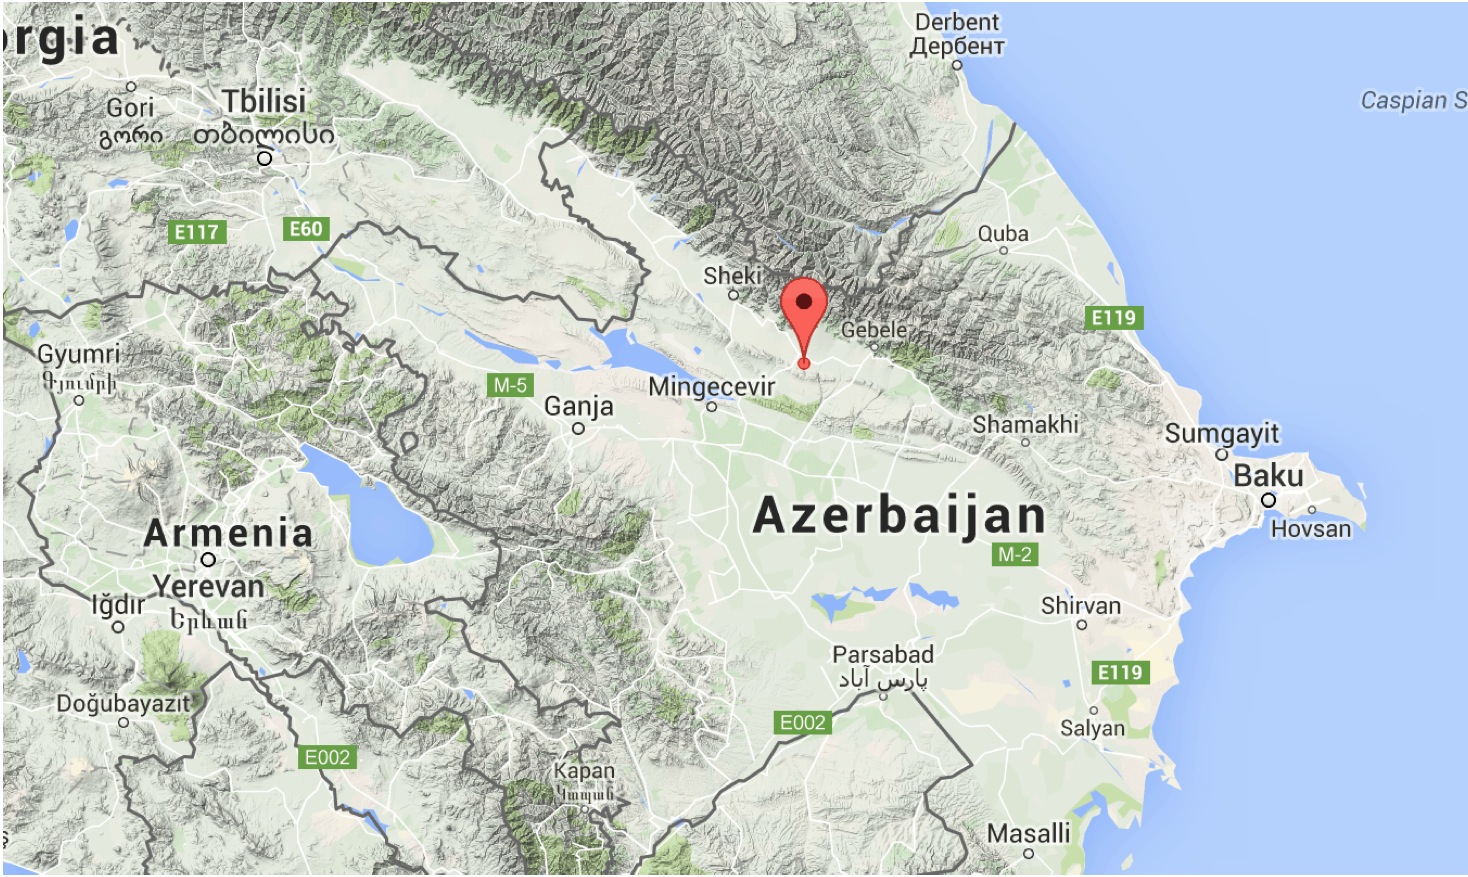 Derbent
Дербент
orgia
Caspian S
Gori
გორი
Tbilisi
თბილისი
E117
E60
Quba
Sheki
E119
Gebele
Gyumri
Գյումրի
M-5
Mingecevir
Ganja
Shamakhi
Sumgayit
Baku
Azerbaijan
Hovsan
Armenia
M-2
Yerevan
Երևան
Iğdır
Shirvan
Parsabad
پارس آباد
E119
Doğubayazıt
E002
Salyan
E002
Kapan
Կապան
Masallı
ş